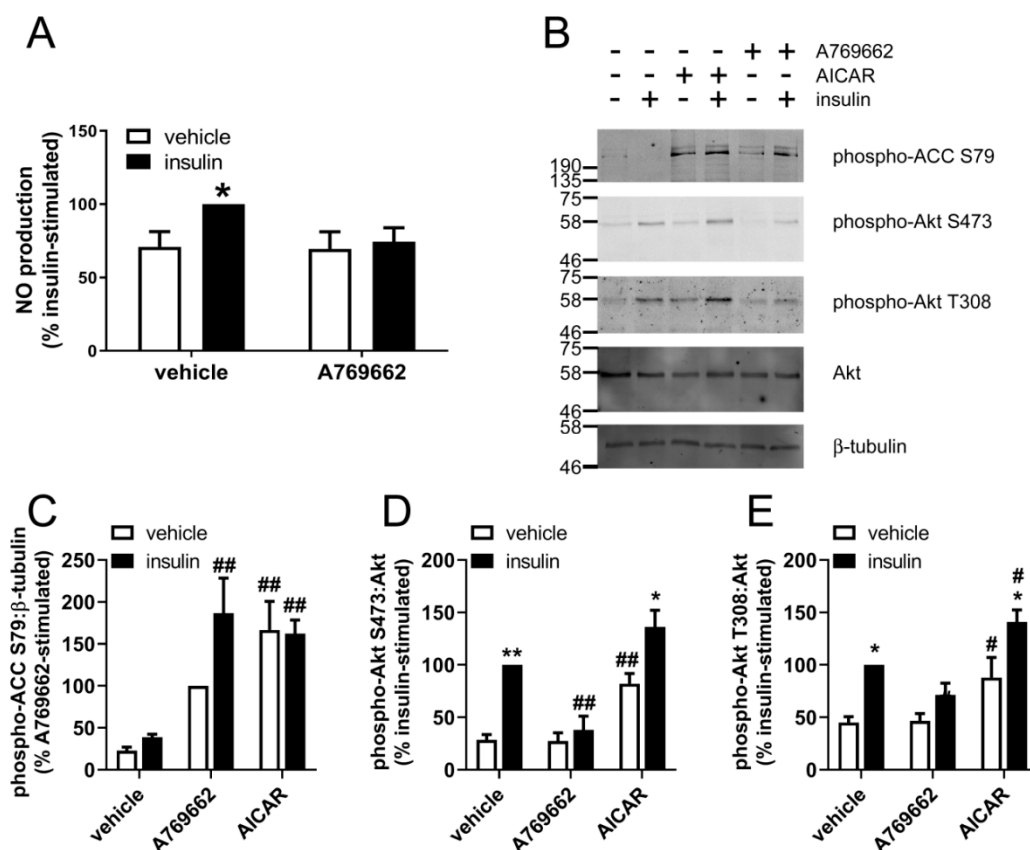 A
vehicle
insulin
150
100
50
0
*
NO production
(% insulin-stimulated)
vehicle A769662
B
- - - - + + A769662
- - + + - - AICAR
- + - + - + insulin
190
135
phospho-ACC S79
75
58
46
phospho-Akt S473
75
58
46
phospho-Akt T308
75
58
46
Akt
58
46
β-tubulin
C
vehicle
insulin
250
200
150
100
50
0
## ## ##
phospho-ACC S79:β-tubulin
(% A769662-stimulated)
vehicle A769662 AICAR
D
vehicle
insulin
200
150
100
50
0
** ## ## *
phospho-Akt S473:Akt
(% insulin-stimulated)
vehicle A769662 AICAR
E
vehicle
insulin
200
150
100
50
0
#
* # *
phospho-Akt T308:Akt
(% insulin-stimulated)
vehicle A769662 AICAR